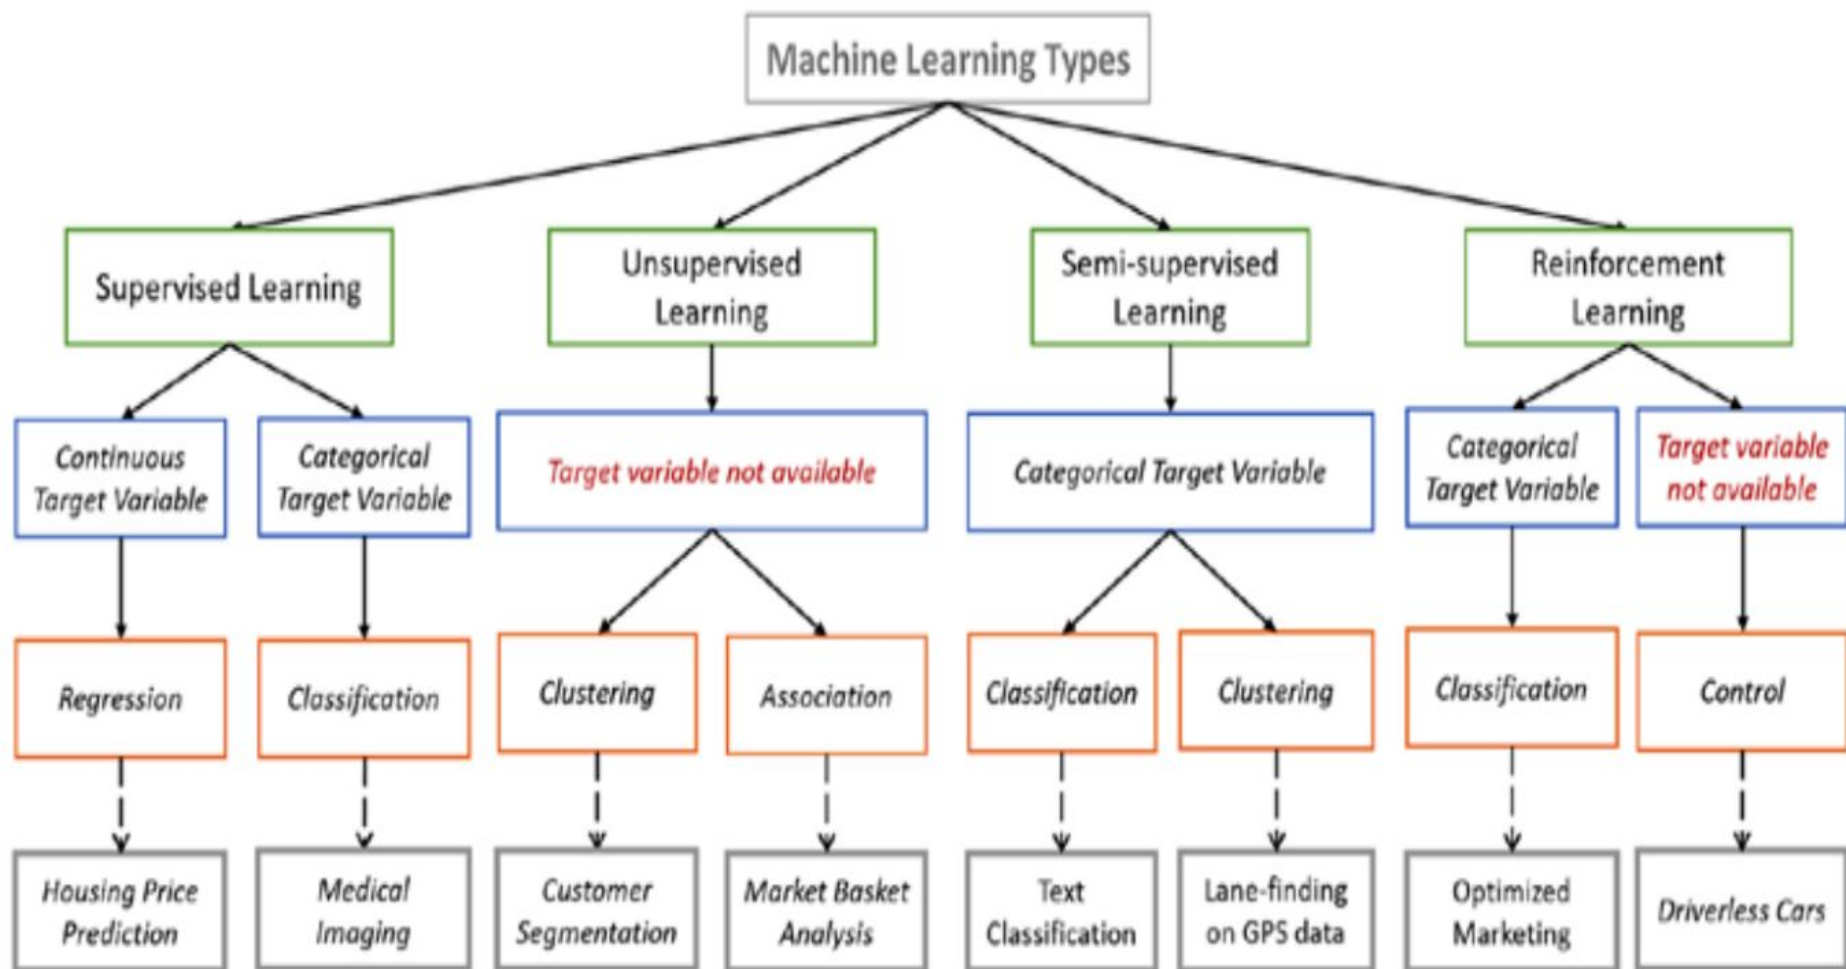 Machine Learning Types
Supervised Learning
Unsupervised
Learning
Semi-supervised
Learning
Reinforcement
Learning
Continuous
Target Variable
Categorical
Target Variable
Target variable not available
Categorical Target Variable
Categorical
Target Variable
Target variable
not available
Regression
Classification
Clustering
Association
Classification
Clustering
Classification
Control
Housing Price
Prediction
Medical
Imaging
Customer
Segmentation
Market Basket
Analysis
Text
Classification
Lane-finding
on GPS data
Optimized
Marketing
Driverless Cars